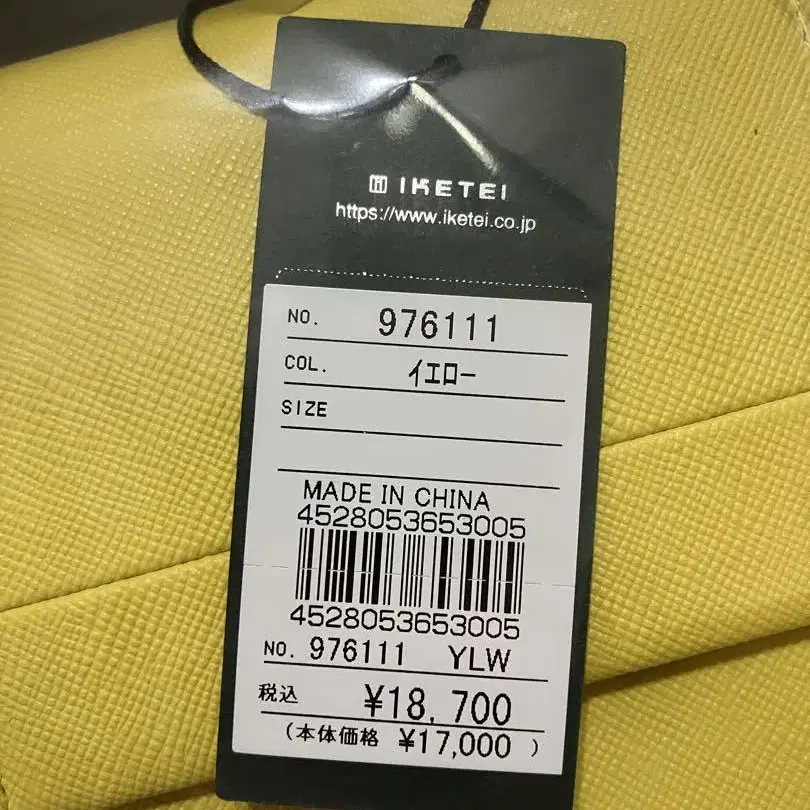 IKETEI
https://www.iketei.co.jp
NO. 976111
COL. イエロー
SIZE
MADE IN CHINA
4528053653005
4528053653005
NO. 976111 YLW
税込 ¥18,700
(本体価格 ¥17,000 )